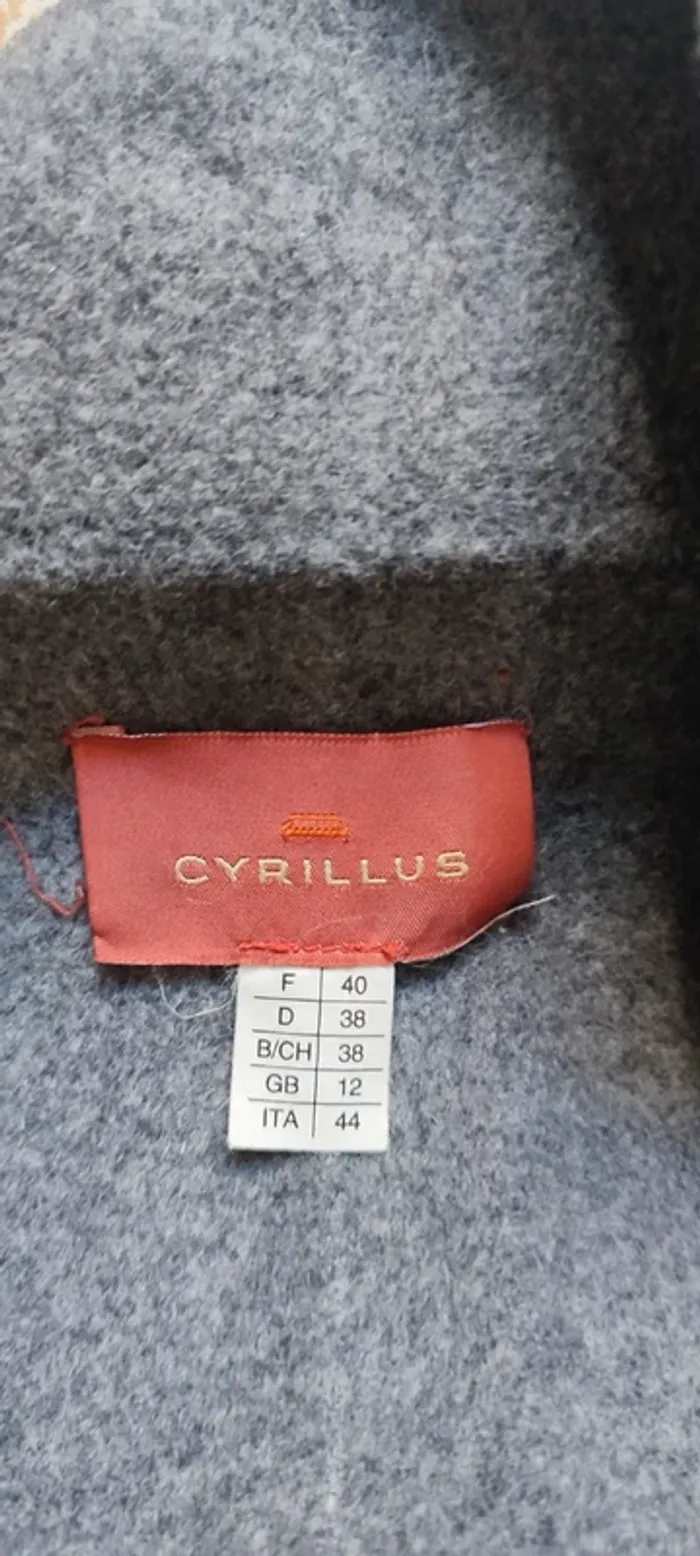 CYRILLUS
F 40
D 38
B/CH 38
GB 12
ITA 44